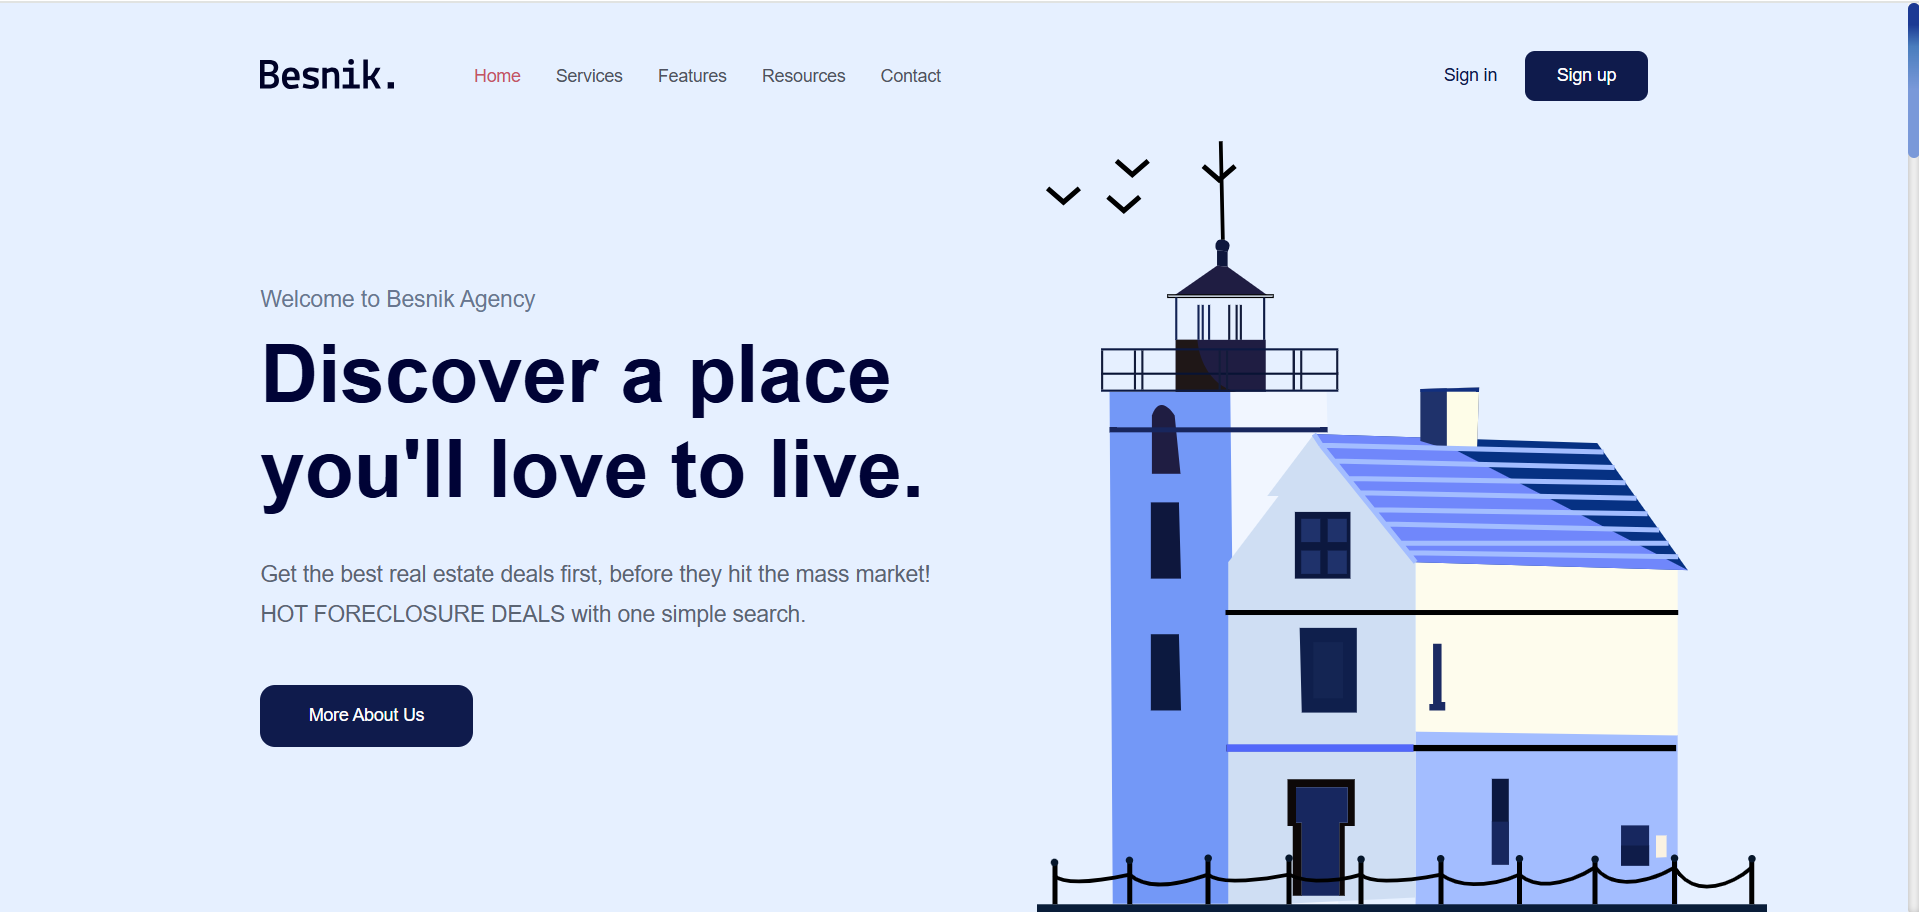 Besnik.
Home Services Features Resources Contact
Sign in
Sign up
Welcome to Besnik Agency
Discover a place
you'll love to live.
Get the best real estate deals first, before they hit the mass market!
HOT FORECLOSURE DEALS with one simple search.
More About Us